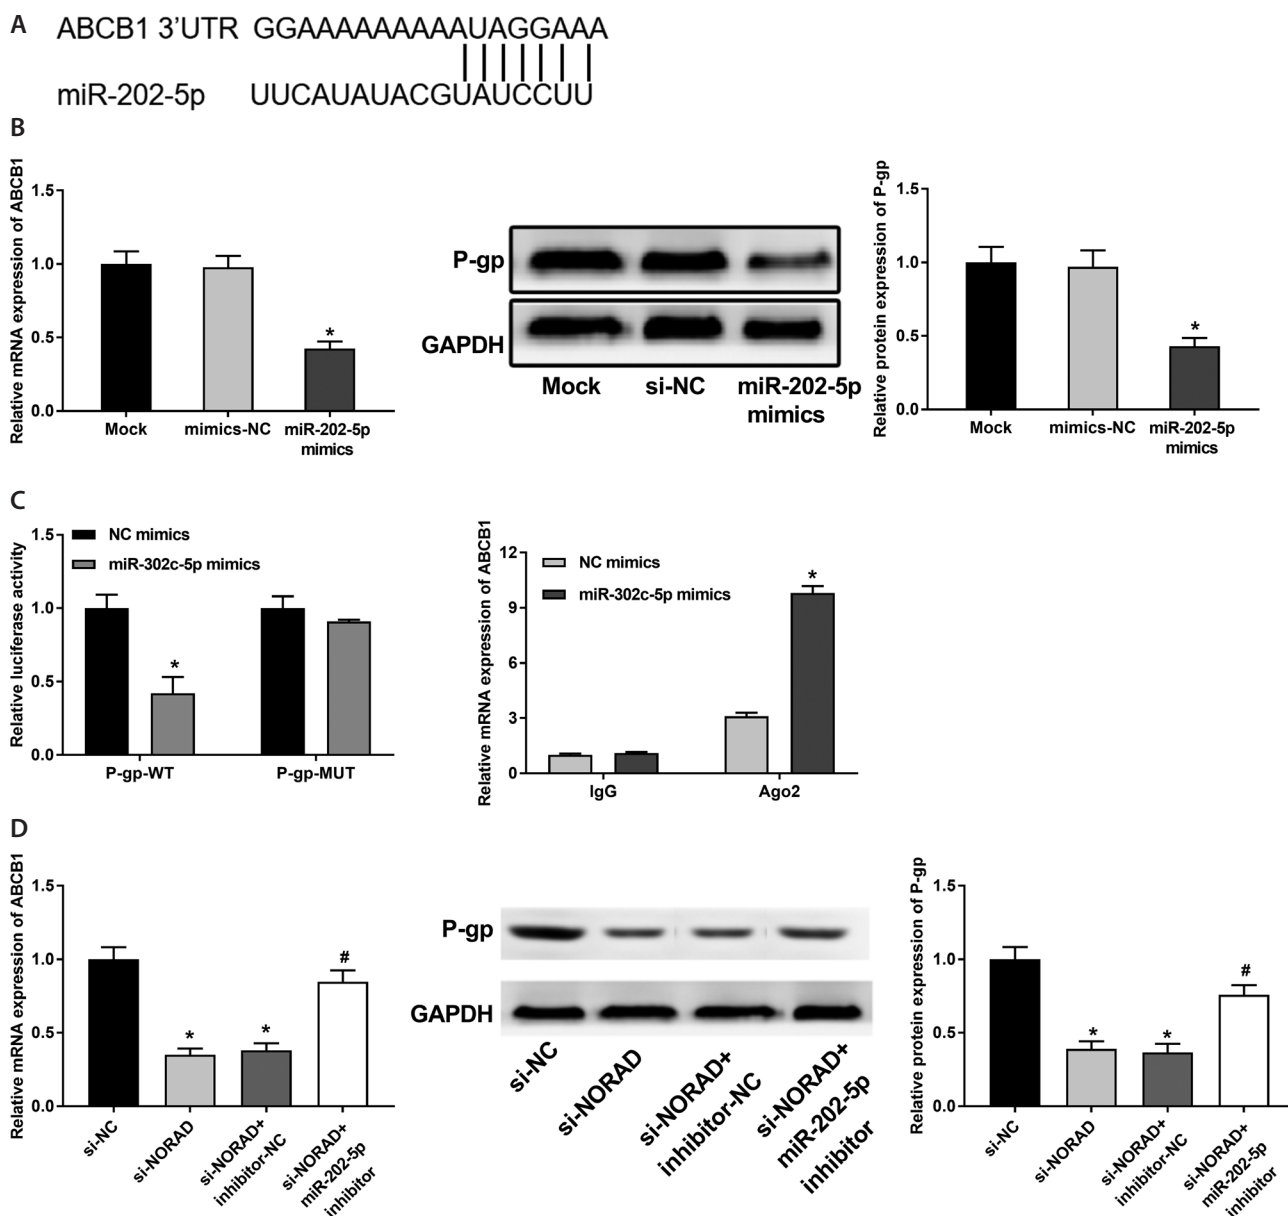 A
ABCB1 3’UTR GGAAAAAAAAAUAGGAAA
miR-202-5p UUCAUAUACGUAUCCUU
B
Relative mRNA expression of ABCB1
1.5
1.0
0.5
0.0
Mock
mimics-NC
miR-202-5p
mimics
*
P-gp
GAPDH
Mock
si-NC
miR-202-5p
mimics
Relative protein expression of P-gp
1.5
1.0
0.5
0.0
Mock
mimics-NC
miR-202-5p
mimics
*
C
Relative luciferase activity
1.5
1.0
0.5
0.0
NC mimics
miR-302c-5p mimics
*
P-gp-WT
P-gp-MUT
Relative mRNA expression of ABCB1
12
9
6
3
0
NC mimics
miR-302c-5p mimics
*
IgG
Ago2
D
Relative mRNA expression of ABCB1
1.5
1.0
0.5
0.0
*
*
#
si-NC
si-NORAD
si-NORAD+
inhibitor-NC
si-NORAD+
miR-202-5p
inhibitor
P-gp
GAPDH
si-NC
si-NORAD
si-NORAD+
inhibitor-NC
si-NORAD+
miR-202-5p
inhibitor
Relative protein expression of P-gp
1.5
1.0
0.5
0.0
*
*
#
si-NC
si-NORAD
si-NORAD+
inhibitor-NC
si-NORAD+
miR-202-5p
inhibitor